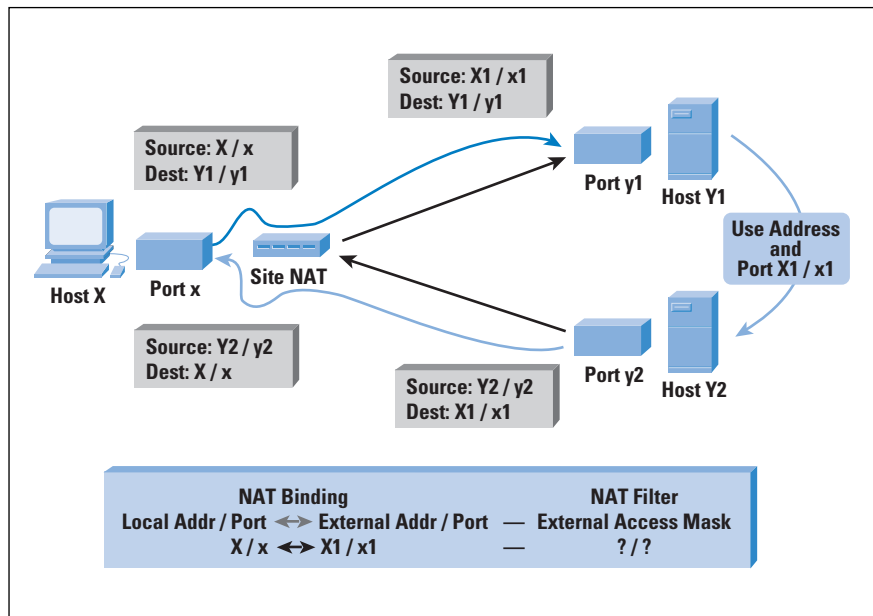 Source: X1 / x1
Dest: Y1 / y1
Source: X / x
Dest: Y1 / y1
Port y1
Host Y1
Use Address
and
Port X1 / x1
Host X
Port x
Site NAT
Source: Y2 / y2
Dest: X / x
Port y2
Host Y2
Source: Y2 / y2
Dest: X1 / x1
NAT Binding NAT Filter
Local Addr / Port External Addr / Port — External Access Mask
X / x X1 / x1 — ? / ?